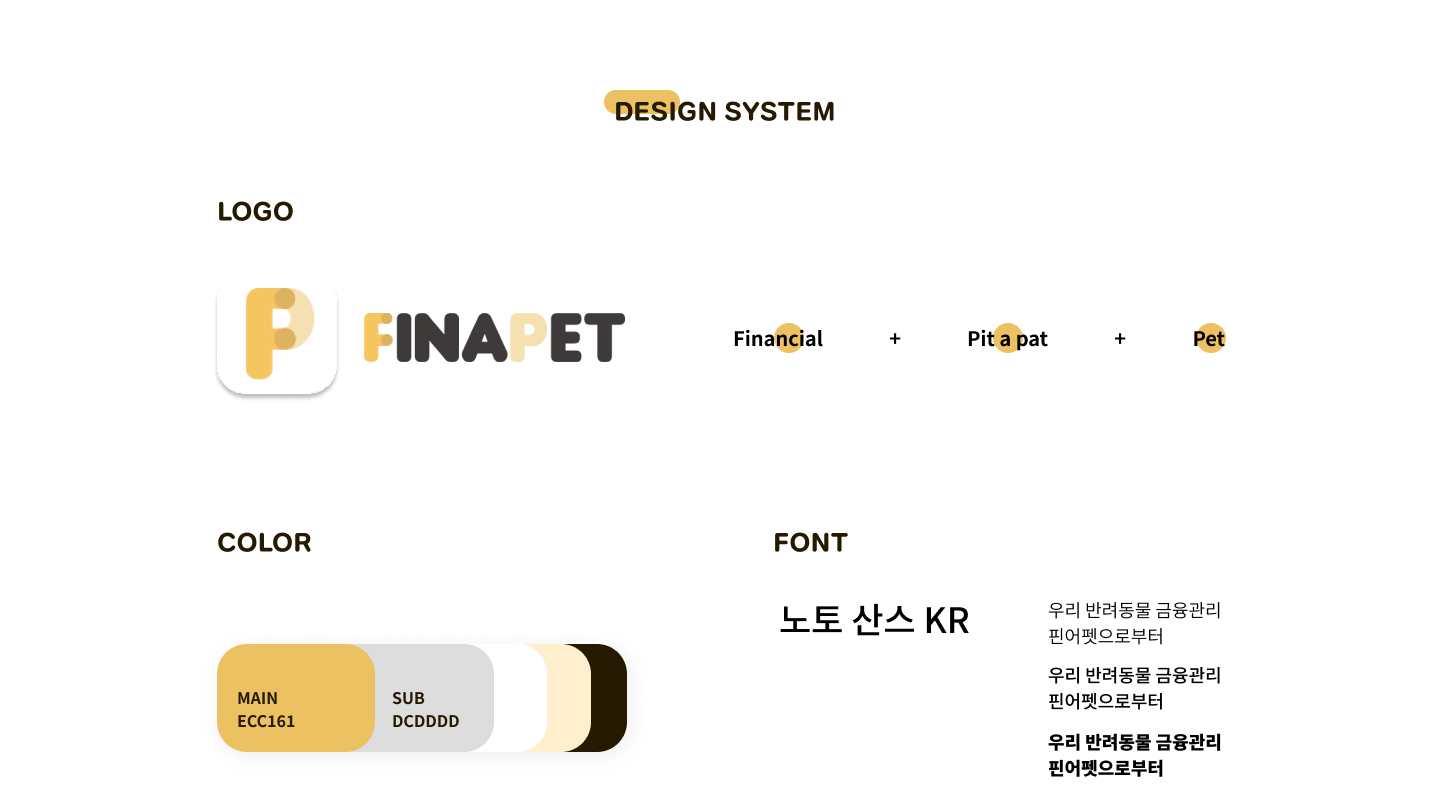 DESIGN SYSTEM
LOGO
FINAPET
Financial + Pit a pat + Pet
COLOR
MAIN
ECC161
SUB
DCDDDD
FONT
노토 산스 KR
우리 반려동물 금융관리
핀어펫으로부터
우리 반려동물 금융관리
핀어펫으로부터
우리 반려동물 금융관리
핀어펫으로부터